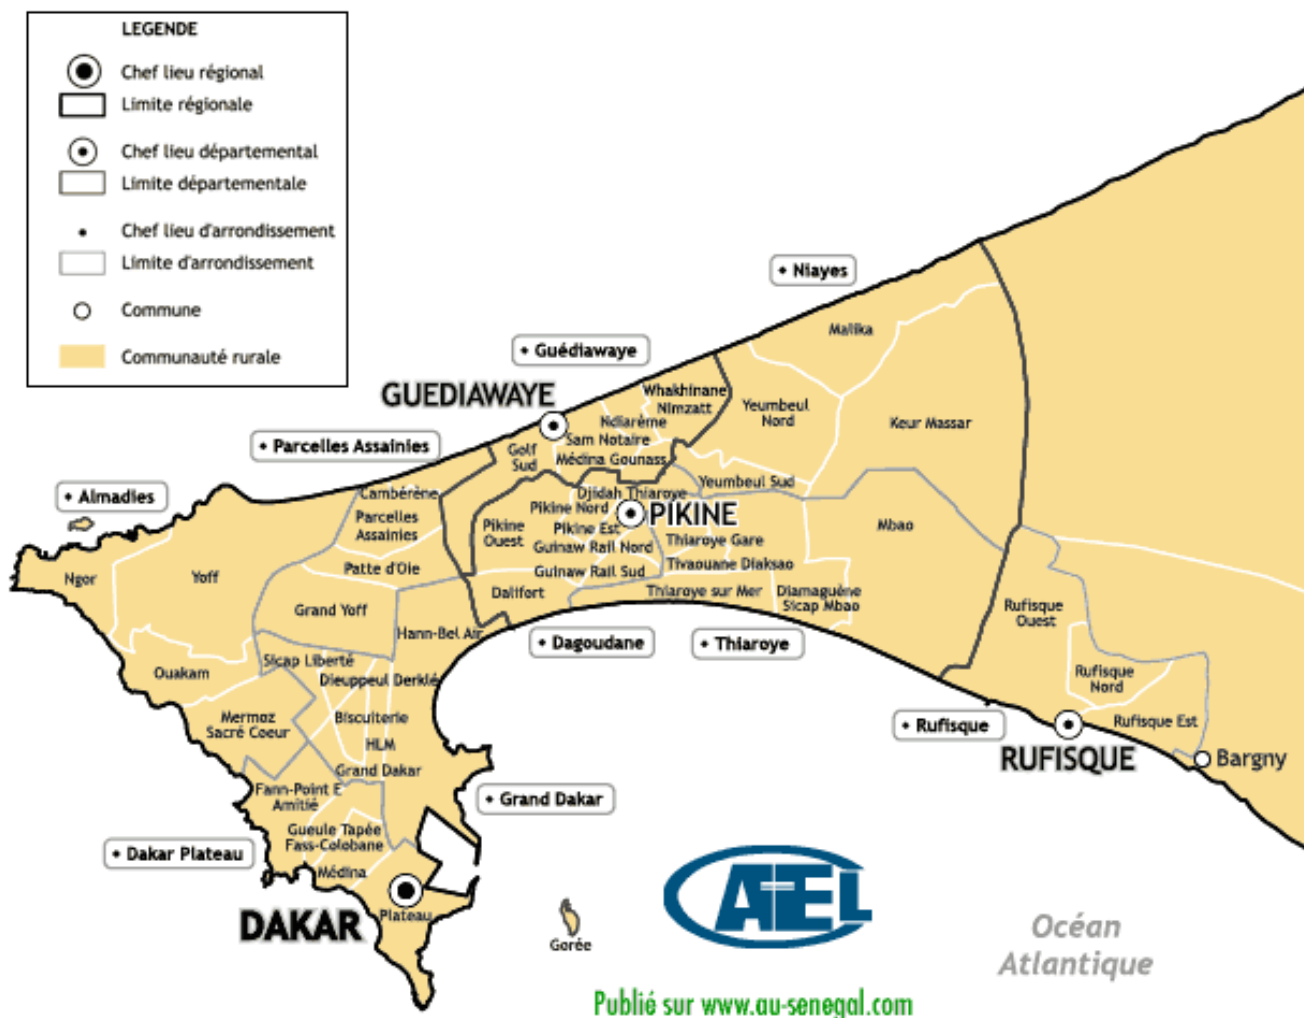 LEGENDE
Chef lieu régional
Limite régionale
Chef lieu départemental
Limite départementale
Chef lieu d'arrondissement
Limite d'arrondissement
Commune
Communauté rurale
• Niayes
Malika
• Guédiawaye
GUEDIAWAYE
Whakhinane
Nimzatt
Yeumbeul
Nord
Ndiarème
Keur Massar
• Parcelles Assainies
Sam Notaire
Golf
Sud
Médina Gounass
Yeumbeul Sud
• Almadies
Cambérène
Djidah Thiaroye
Pikine Nord
PIKINE
Parcelles
Assainies
Pikine
Ouest
Pikine Est
Mbao
Guinaw Rail Nord
Thiaroye Gare
Ngor
Yoff
Patte d'Oie
Guinaw Rail Sud
Tivaouane Diaksao
Dalifort
Thiaroye sur Mer
Diamaguène
Sicap Mbao
Grand Yoff
Rufisque
Ouest
Hann-Bel Air
• Dagoudane
• Thiaroye
Sicap Liberté
Ouakam
Dieuppeul Derklé
Rufisque
Nord
Mermoz
Sacré Coeur
Biscuiterie
• Rufisque
Rufisque Est
HLM
RUFISQUE
Bargny
Grand Dakar
Fann-Point E
Amitié
• Grand Dakar
Gueule Tapée
Fass-Colobane
• Dakar Plateau
Médina
DAKAR
Plateau
Gorée
ATEL
Océan
Atlantique
Publié sur www.au-senegal.com